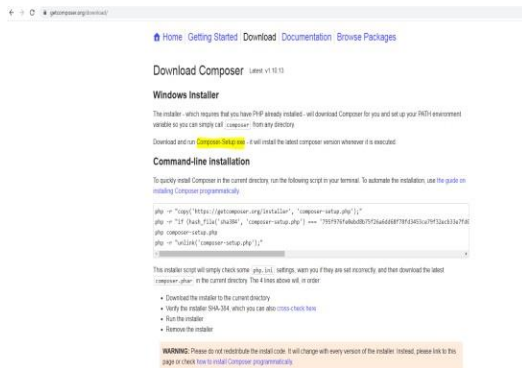 getcomposer.org/download/
Home Getting Started Download Documentation Browse Packages
Download Composer Latest: v1.10.13
Windows Installer
The installer - which requires that you have PHP already installed - will download Composer for you and set up your PATH environment
variable so you can simply call composer from any directory.
Download and run Composer-Setup.exe - it will install the latest composer version whenever it is executed.
Command-line installation
To quickly install Composer in the current directory, run the following script in your terminal. To automate the installation, use the guide on
installing Composer programmatically.
php -r "copy('https://getcomposer.org/installer', 'composer-setup.php');"
php -r "if (hash_file('sha384', 'composer-setup.php') ===
php composer-setup.php
php -r "unlink('composer-setup.php');"
This installer script will simply check some php.ini settings, warn you if they are set incorrectly, and then download the latest
composer.phar in the current directory. The 4 lines above will, in order:
Download the installer to the current directory
Verify the installer SHA-384, which you can also cross-check here
Run the installer
Remove the installer
WARNING: Please do not redistribute the install code. It will change with every version of the installer. Instead, please link to this
page or check how to install Composer programmatically.